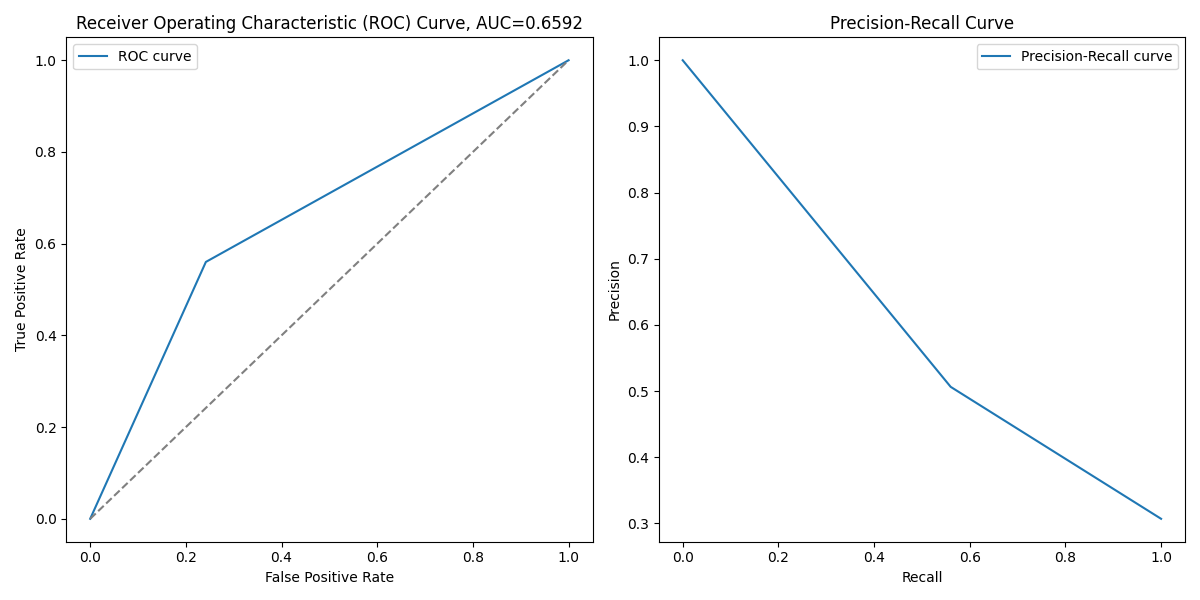 Receiver Operating Characteristic (ROC) Curve, AUC=0.6592
ROC curve
1.0
0.8
0.6
0.4
0.2
0.0
True Positive Rate
0.0 0.2 0.4 0.6 0.8 1.0
False Positive Rate
Precision-Recall Curve
Precision-Recall curve
1.0
0.9
0.8
0.7
0.6
0.5
0.4
0.3
Precision
0.0 0.2 0.4 0.6 0.8 1.0
Recall